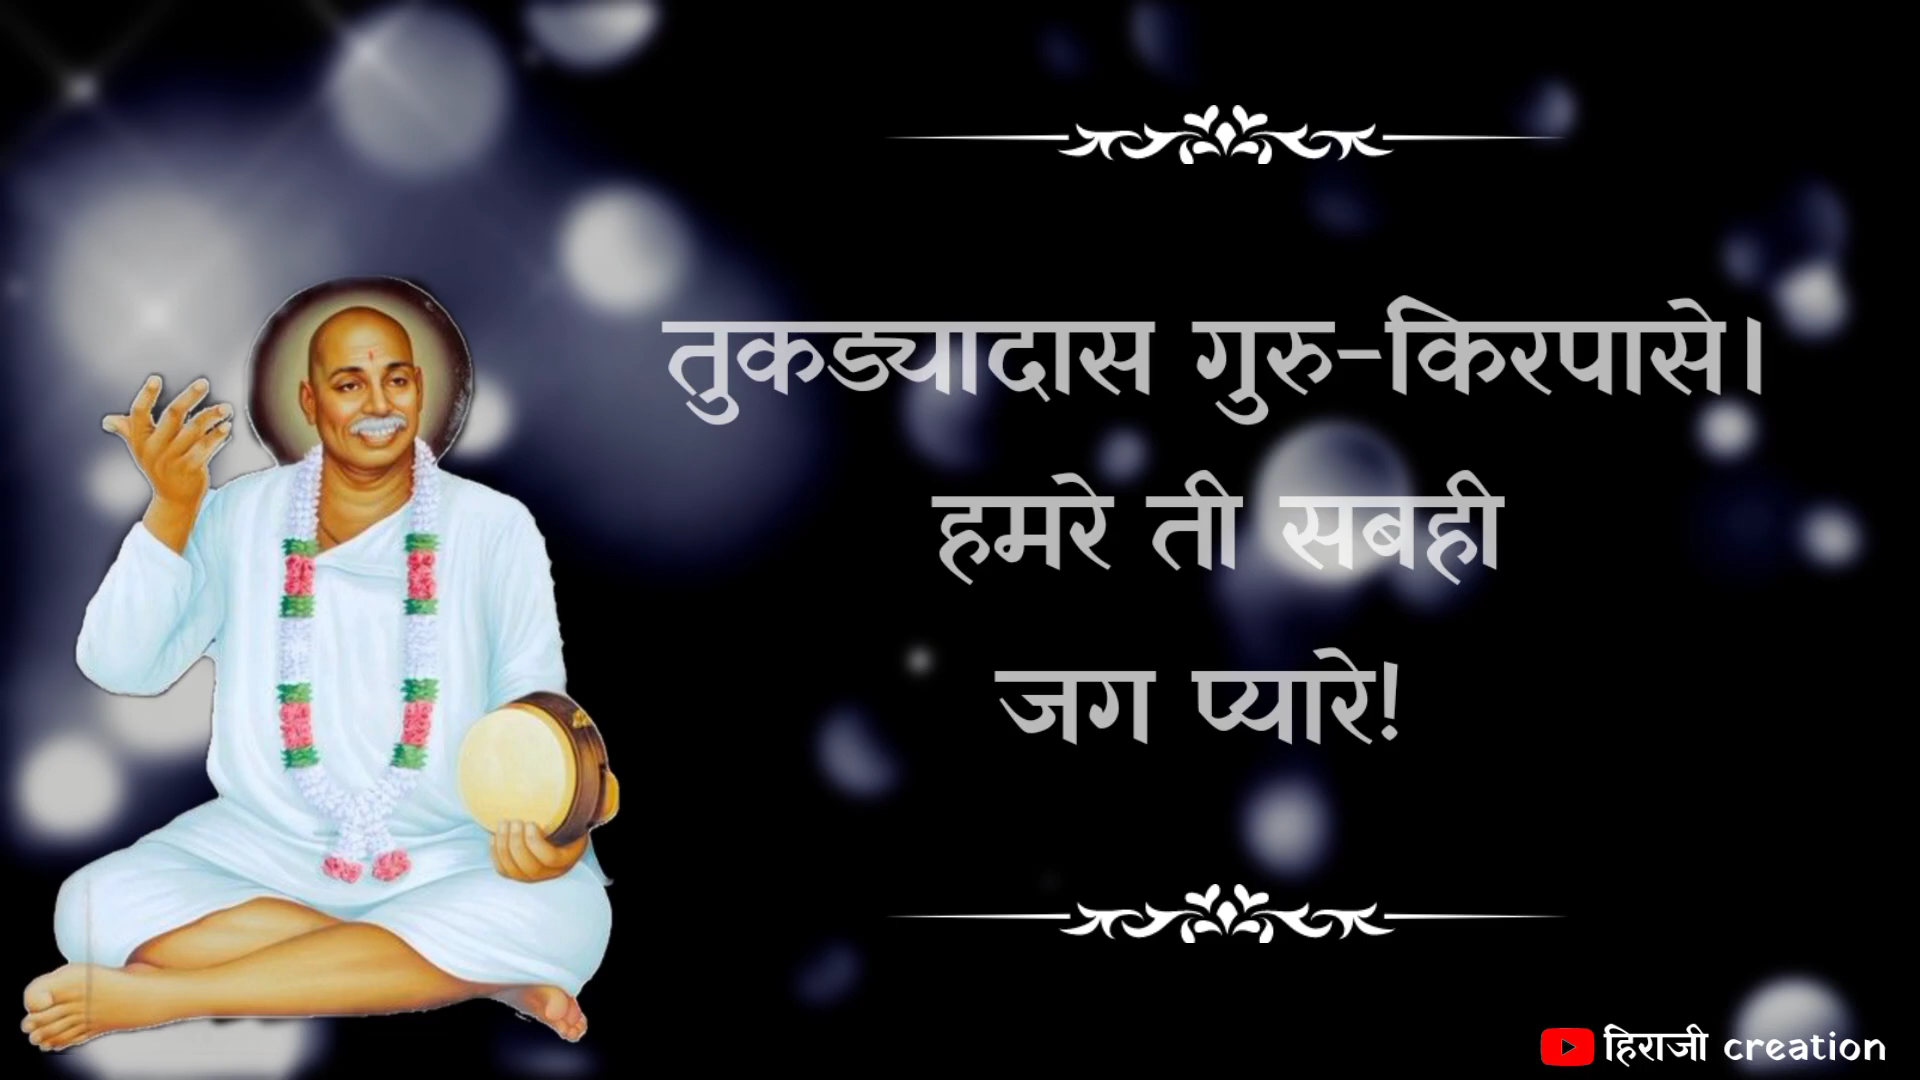 तुकड्यादास गुरु-किरपासे।
हमरे ती सबही
जग प्यारे!
हिराजी creation